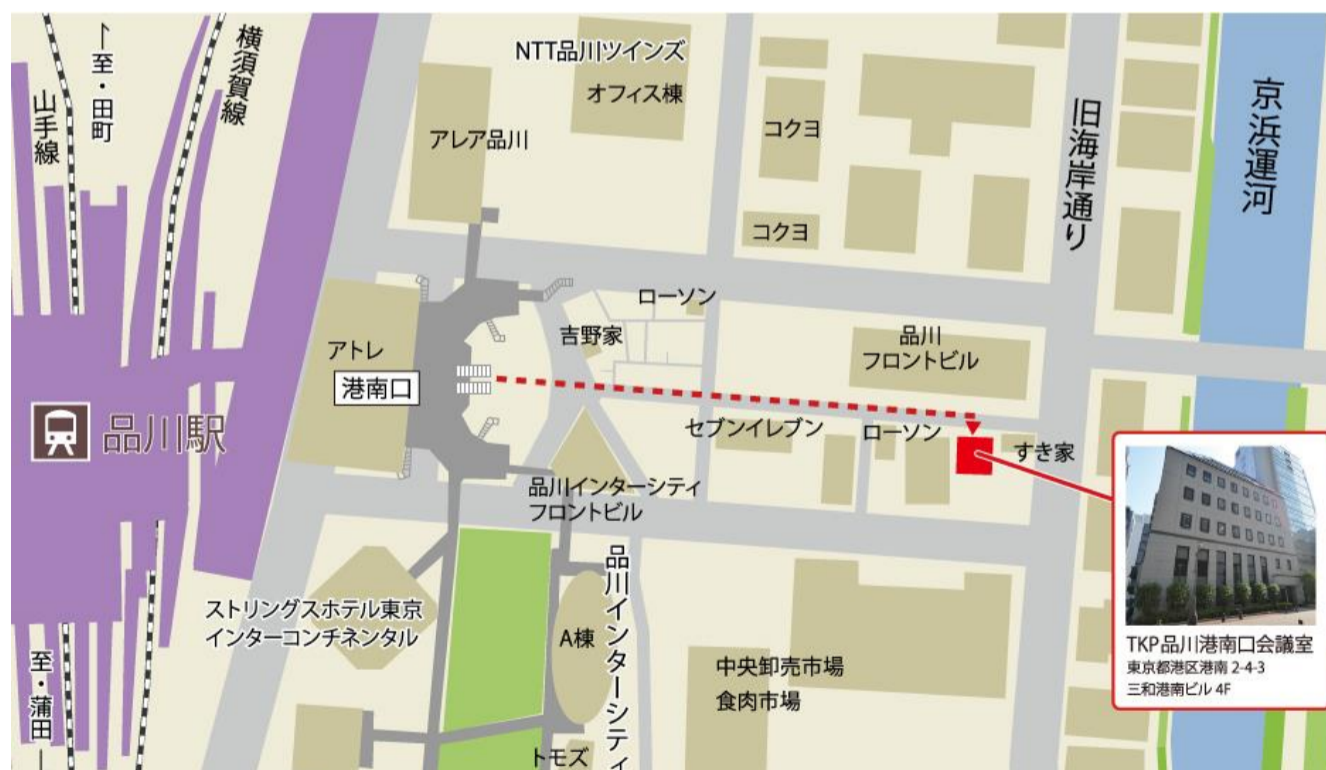 至・田町
山手線
横須賀線
NTT品川ツインズ
オフィス棟
アレア品川
コクヨ
コクヨ
旧海岸通り
京浜運河
ローソン
吉野家
品川
フロントビル
アトレ
港南口
品川駅
セブンイレブン
ローソン
すき家
品川インターシティ
フロントビル
品川インターシティ
ストリングスホテル東京
インターコンチネンタル
A棟
中央卸売市場
食肉市場
トモズ
至・蒲田
TKP品川港南口会議室
東京都港区港南 2-4-3
三和港南ビル 4F